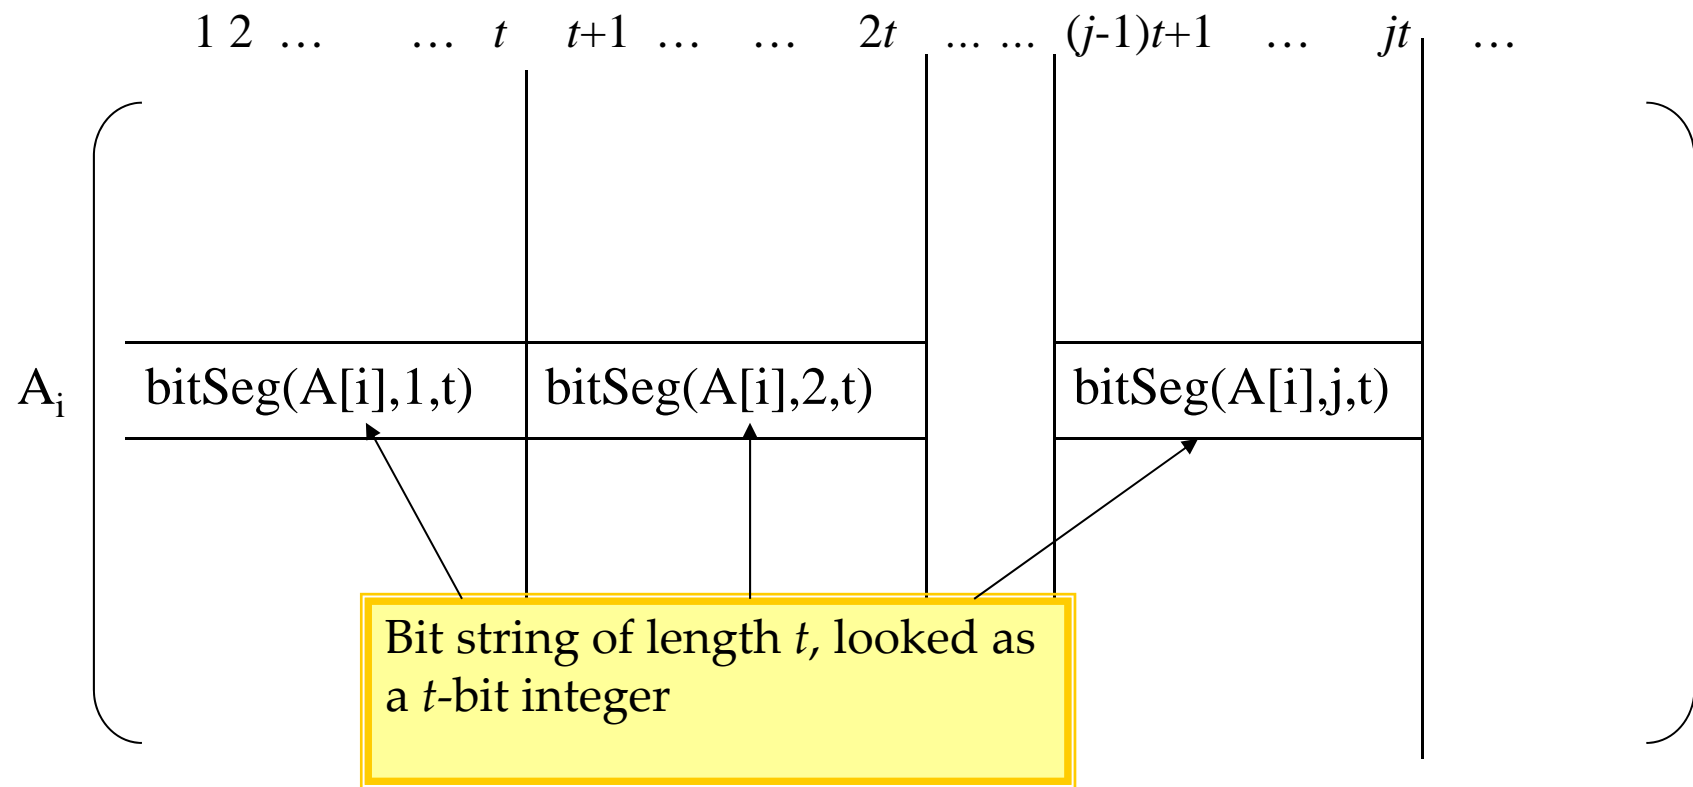 1 2 … … t t+1 … … 2t ... ... (j-1)t+1 … jt …
Aᵢ bitSeg(A[i],1,t) bitSeg(A[i],2,t) bitSeg(A[i],j,t)
Bit string of length t, looked as
a t-bit integer